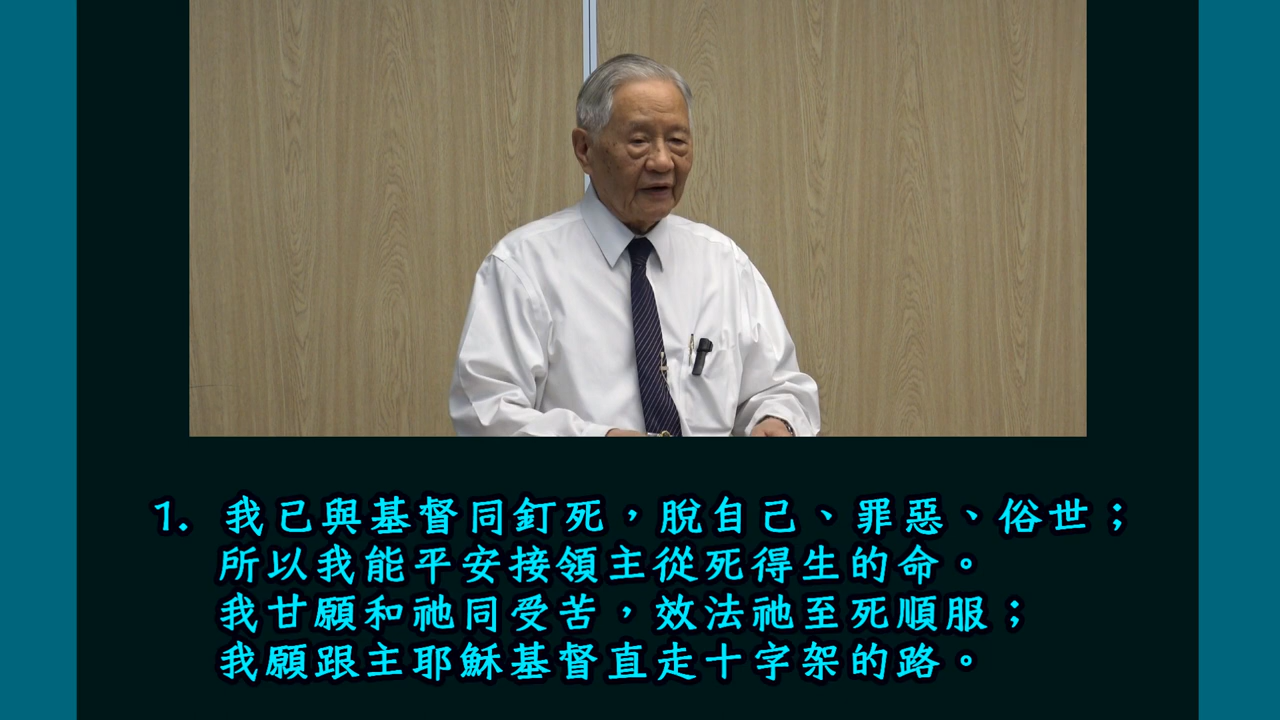 1. 我已與基督同釘死，脫自己、罪惡、俗世；
所以我能平安接領主從死得生的命。
我甘願和祂同受苦，效法祂至死順服；
我願跟主耶穌基督直走十字架的路。